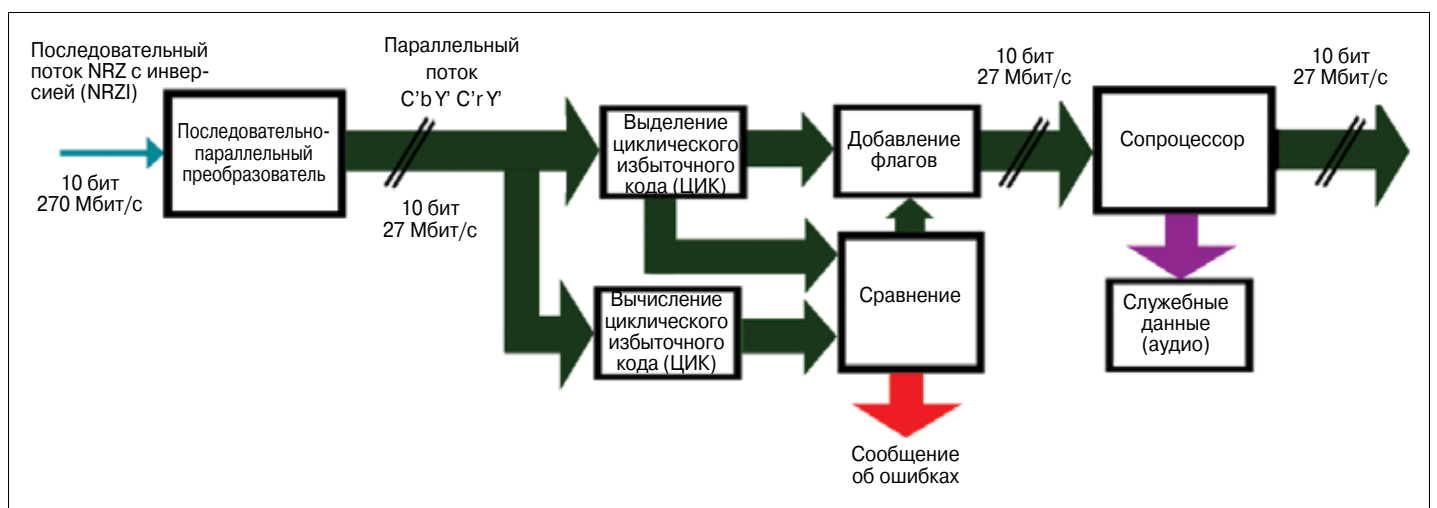 Последовательный
поток NRZ с инвер-
сией (NRZI)
10 бит
270 Мбит/с
Последовательно-
параллельный
преобразователь
Параллельный
поток
C’b Y’ C’r Y’
10 бит
27 Мбит/с
Выделение
циклического
избыточного
кода (ЦИК)
Вычисление
циклического
избыточного
кода (ЦИК)
Добавление
флагов
Сравнение
Сообщение
об ошибках
10 бит
27 Мбит/с
Сопроцессор
Служебные
данные
(аудио)
10 бит
27 Мбит/с